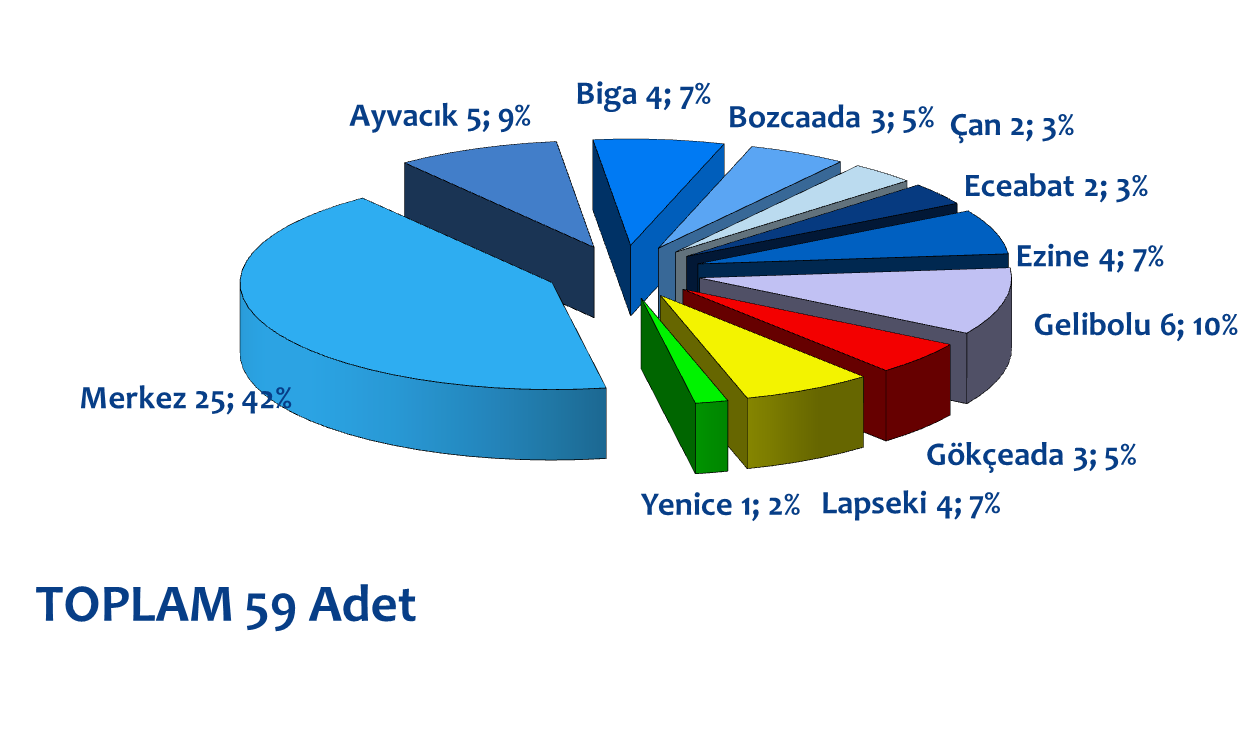 Biga 4; 7%
Ayvacık 5; 9%
Bozcaada 3; 5%
Çan 2; 3%
Eceabat 2; 3%
Ezine 4; 7%
Gelibolu 6; 10%
Merkez 25; 42%
Gökçeada 3; 5%
Yenice 1; 2%
Lapseki 4; 7%
TOPLAM 59 Adet